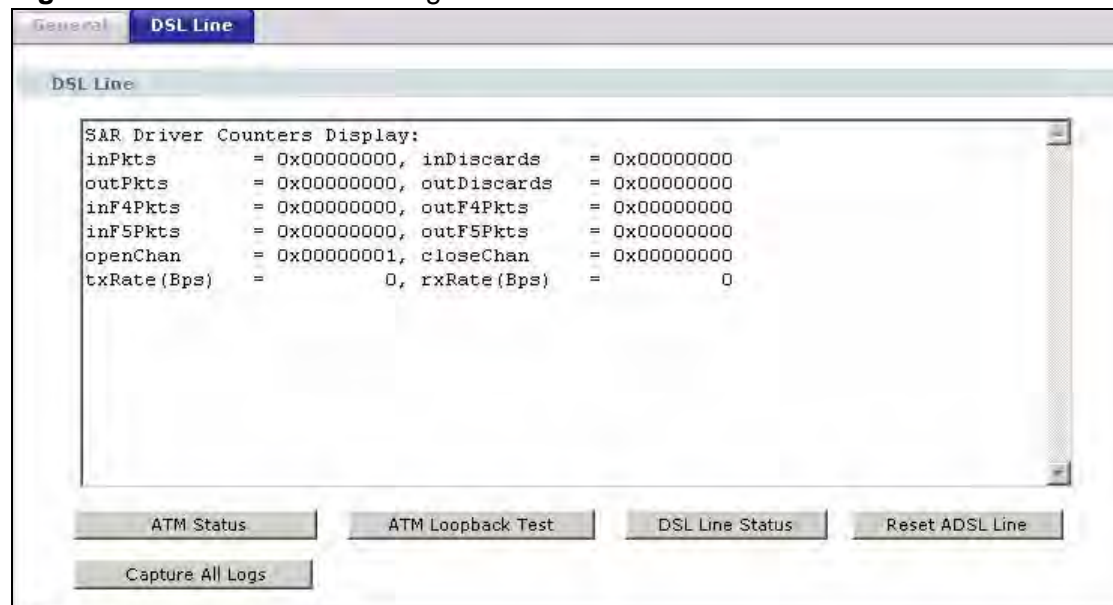 General DSL Line
DSL Line
SAR Driver Counters Display:
inPkts = 0x00000000, inDiscards = 0x00000000
outPkts = 0x00000000, outDiscards = 0x00000000
inF4Pkts = 0x00000000, outF4Pkts = 0x00000000
inF5Pkts = 0x00000000, outF5Pkts = 0x00000000
openChan = 0x00000001, closeChan = 0x00000000
txRate(Bps) = 0, rxRate(Bps) = 0
ATM Status ATM Loopback Test DSL Line Status Reset ADSL Line
Capture All Logs